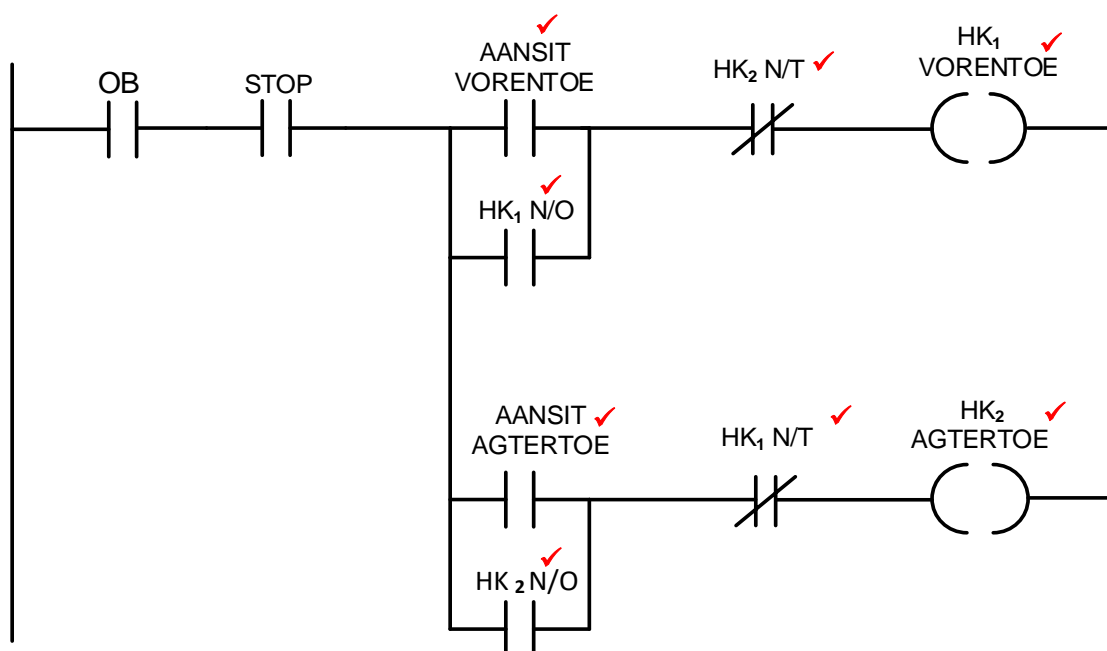 OB
STOP
AANSIT
VORENTOE
HK₂ N/T
HK₁
VORENTOE
HK₁ N/O
AANSIT
AGTERTOE
HK₁ N/T
HK₂
AGTERTOE
HK ₂ N/O